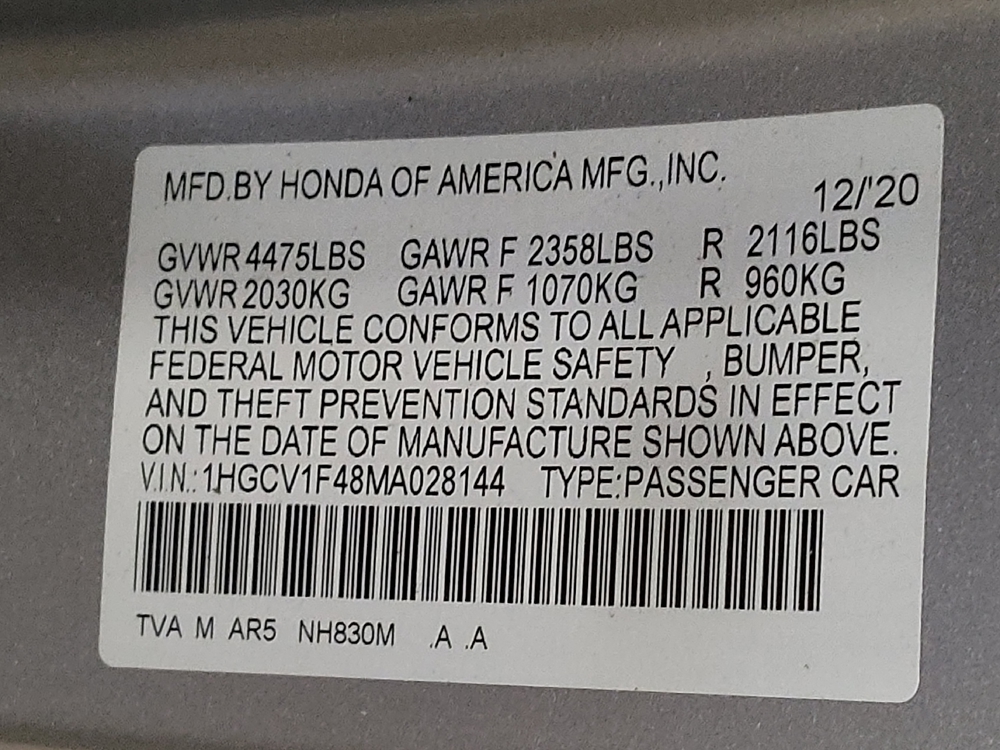 MFD.BY HONDA OF AMERICA MFG.,INC.
12/'20
GVWR 4475LBS GAWR F 2358LBS R 2116LBS
GVWR 2030KG GAWR F 1070KG R 960KG
THIS VEHICLE CONFORMS TO ALL APPLICABLE
FEDERAL MOTOR VEHICLE SAFETY , BUMPER,
AND THEFT PREVENTION STANDARDS IN EFFECT
ON THE DATE OF MANUFACTURE SHOWN ABOVE.
V.I.N.: 1HGCV1F48MA028144 TYPE:PASSENGER CAR
TVA M AR5 NH830M .A .A